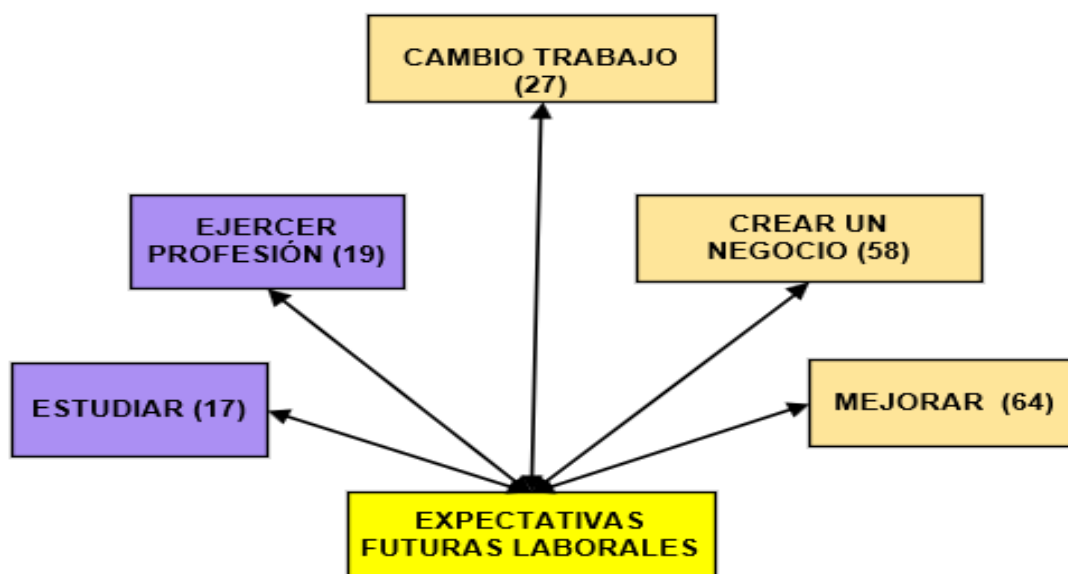 CAMBIO TRABAJO
(27)
EJERCER
PROFESIÓN (19)
CREAR UN
NEGOCIO (58)
ESTUDIAR (17)
MEJORAR (64)
EXPECTATIVAS
FUTURAS LABORALES